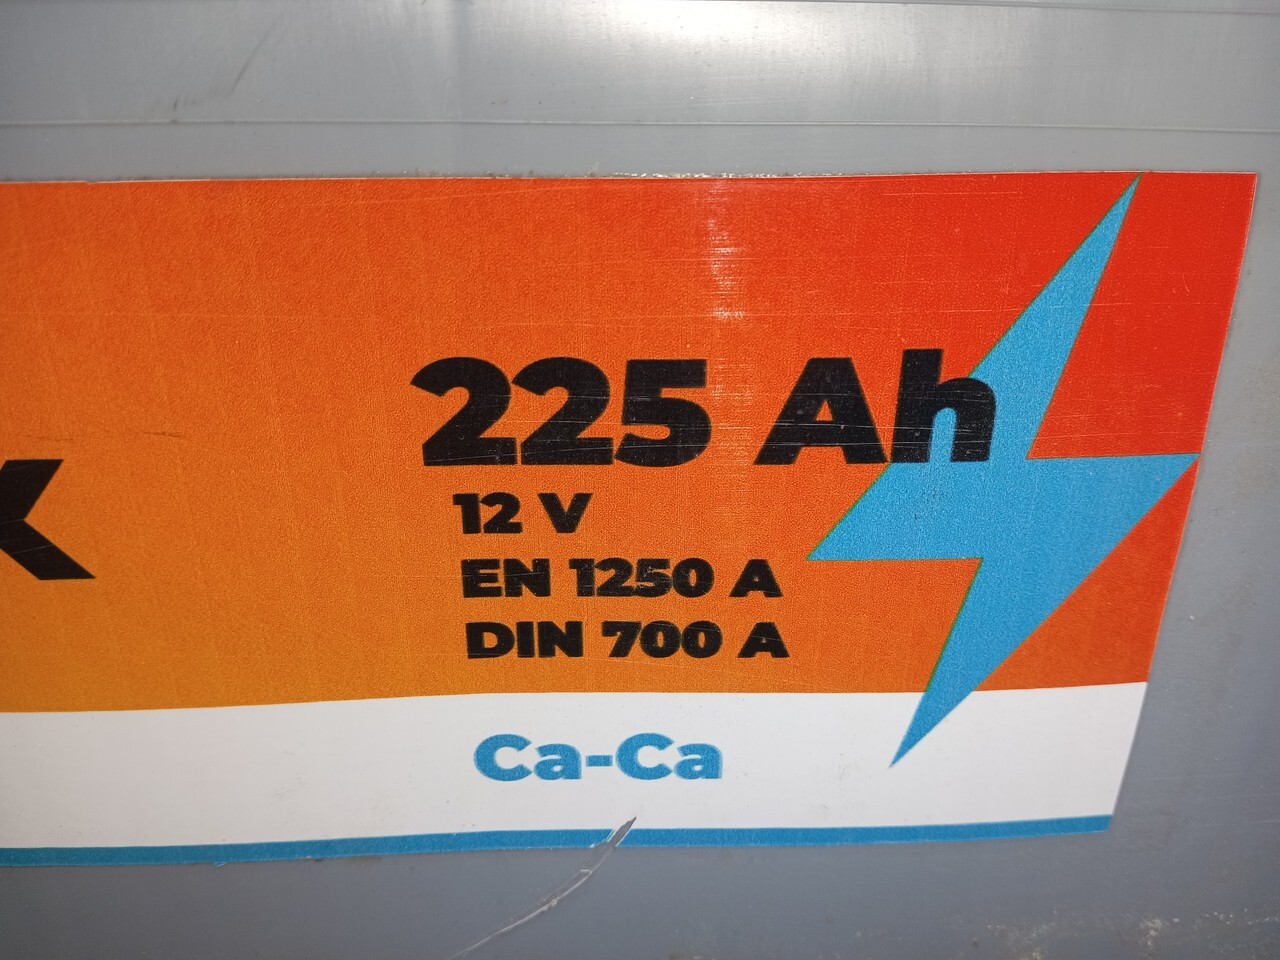 225 Ah
12 V
EN 1250 A
DIN 700 A
Ca-Ca